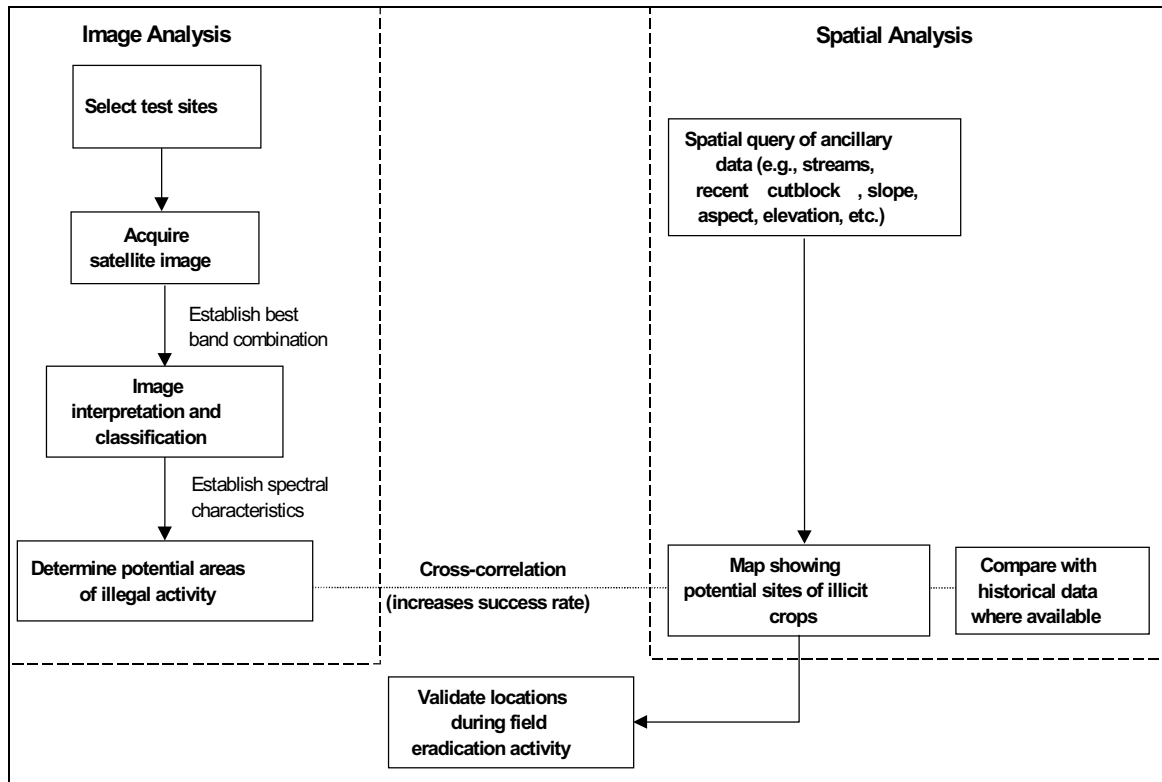 Image Analysis
Select test sites
Acquire
satellite image
Establish best
band combination
Image
interpretation and
classification
Establish spectral
characteristics
Determine potential areas
of illegal activity
Cross-correlation
(increases success rate)
Spatial Analysis
Spatial query of ancillary
data (e.g., streams,
recent cutblock , slope,
aspect, elevation, etc.)
Map showing
potential sites of illicit
crops
Compare with
historical data
where available
Validate locations
during field
eradication activity